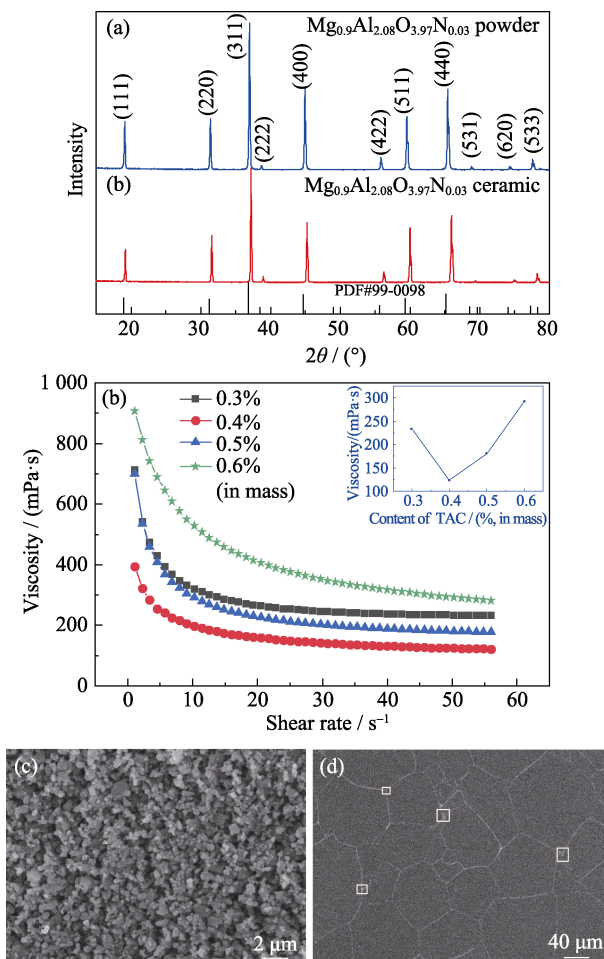 (a)
Mg0.9Al2.08O3.97N0.03 powder
(111)
(220)
(311)
(222)
(400)
(422)
(511)
(440)
(531)
(620)
(533)
Intensity
(b)
Mg0.9Al2.08O3.97N0.03 ceramic
PDF#99-0098
20 30 40 50 60 70 80
2θ / (°)
(b)
0.3%
0.4%
0.5%
0.6%
(in mass)
1 000
800
600
400
200
0
Viscosity / (mPa·s)
0 10 20 30 40 50 60
Shear rate / s⁻¹
300
250
200
150
100
Viscosity/(mPa·s)
0.3 0.4 0.5 0.6
Content of TAC / (%, in mass)
(c)
2 μm
(d)
40 μm